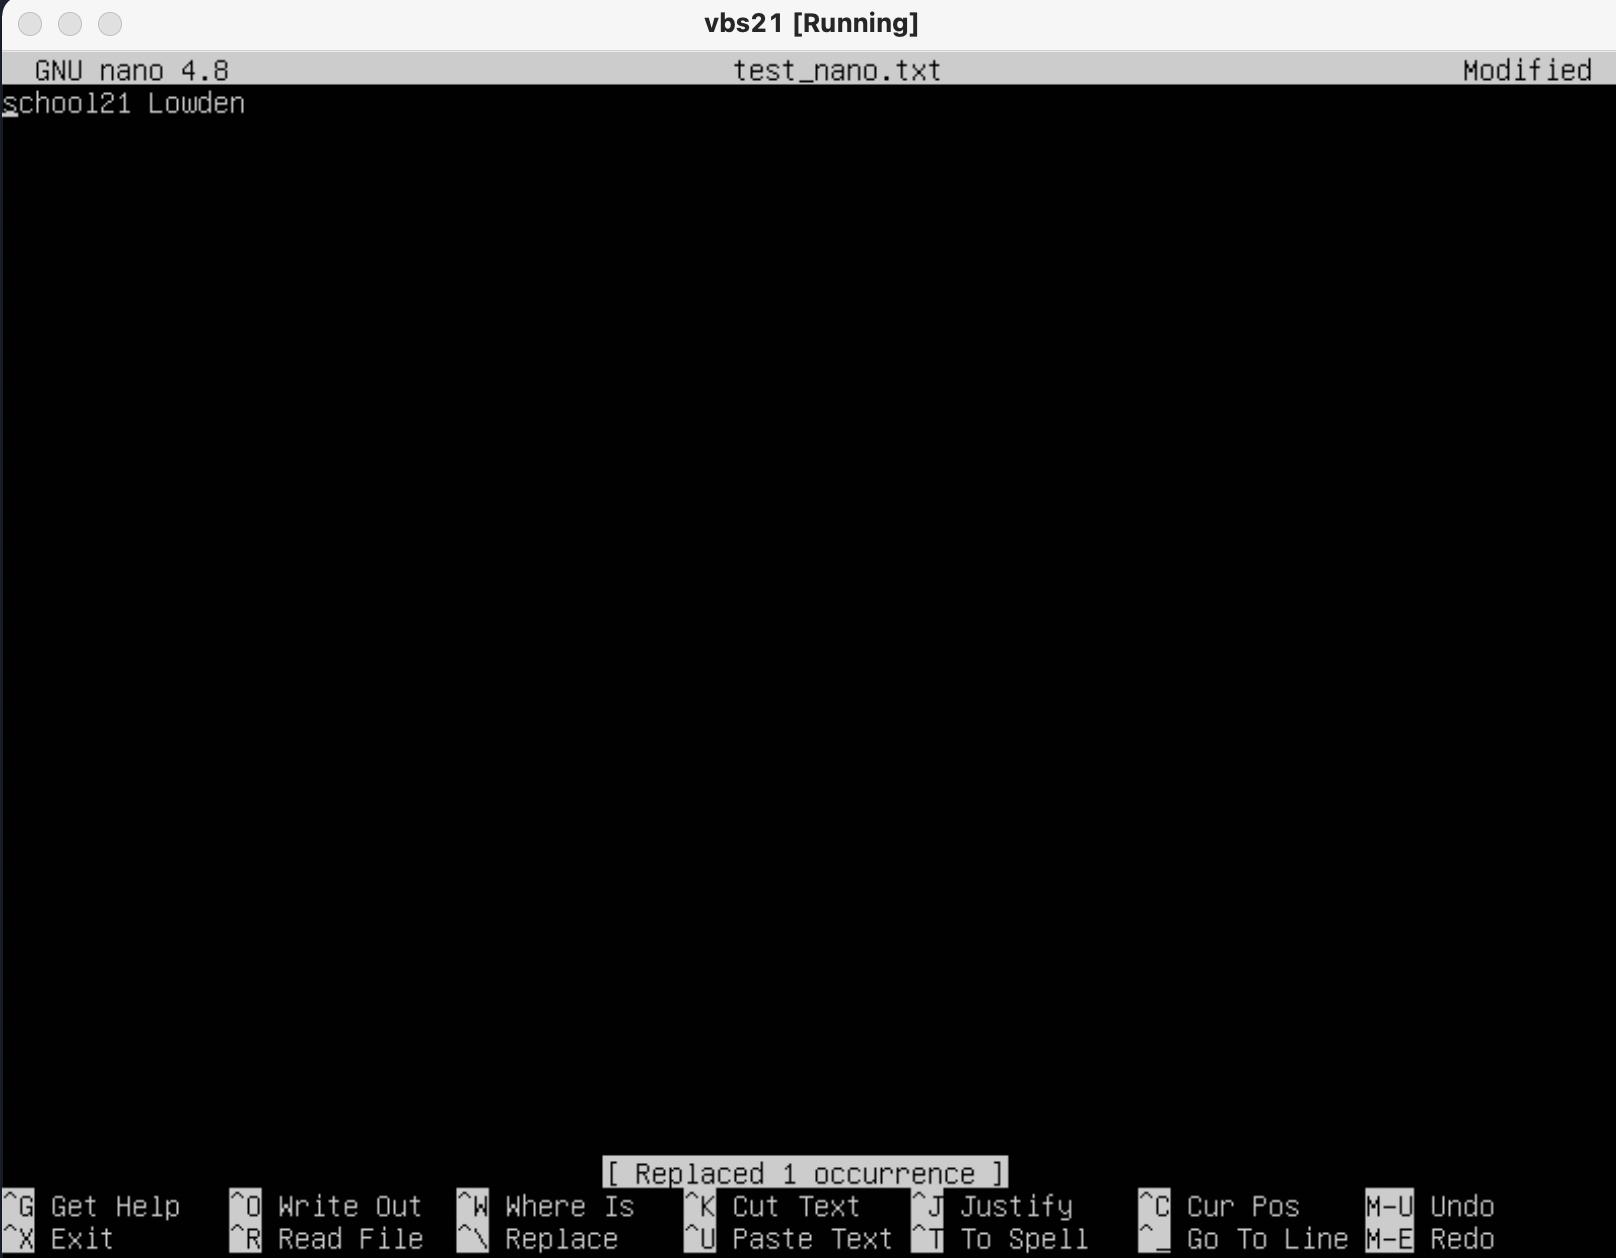 vbs21 [Running]
GNU nano 4.8 test_nano.txt Modified
school21 Lowden
[ Replaced 1 occurrence ]
^G Get Help ^O Write Out ^W Where Is ^K Cut Text ^J Justify ^C Cur Pos M-U Undo
^X Exit ^R Read File ^\ Replace ^U Paste Text ^T To Spell ^_ Go To Line M-E Redo